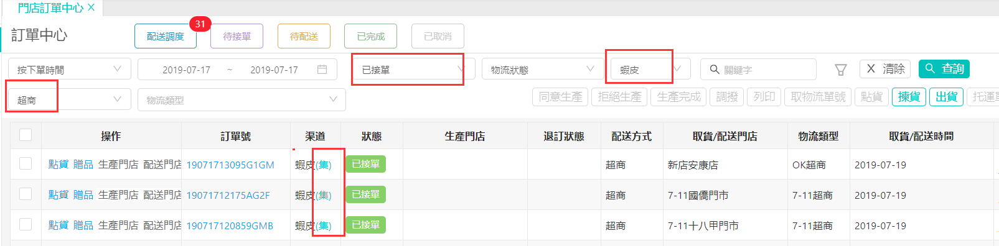 門店訂單中心 X
訂單中心
配送調度 31 待接單 待配送 已完成 已取消
按下單時間 2019-07-17 ~ 2019-07-17 已接單 物流狀態 蝦皮 關鍵字 X 清除 查詢
超商 物流類型 同意生產 拒絕生產 生產完成 調撥 列印 取物流單號 點貨 揀貨 出貨 托運
操作 訂單號 渠道 狀態 生產門店 退訂狀態 配送方式 取貨/配送門店 物流類型 取貨/配送時間
點貨 贈品 生產門店 配送門店 19071713095G1GM 蝦皮(集) 已接單 超商 新店安康店 OK超商 2019-07-19
點貨 贈品 生產門店 配送門店 19071712175AG2F 蝦皮(集) 已接單 超商 7-11國僑門市 7-11超商 2019-07-19
點貨 贈品 生產門店 配送門店 190717120859GMB 蝦皮(集) 已接單 超商 7-11十八甲門市 7-11超商 2019-07-19